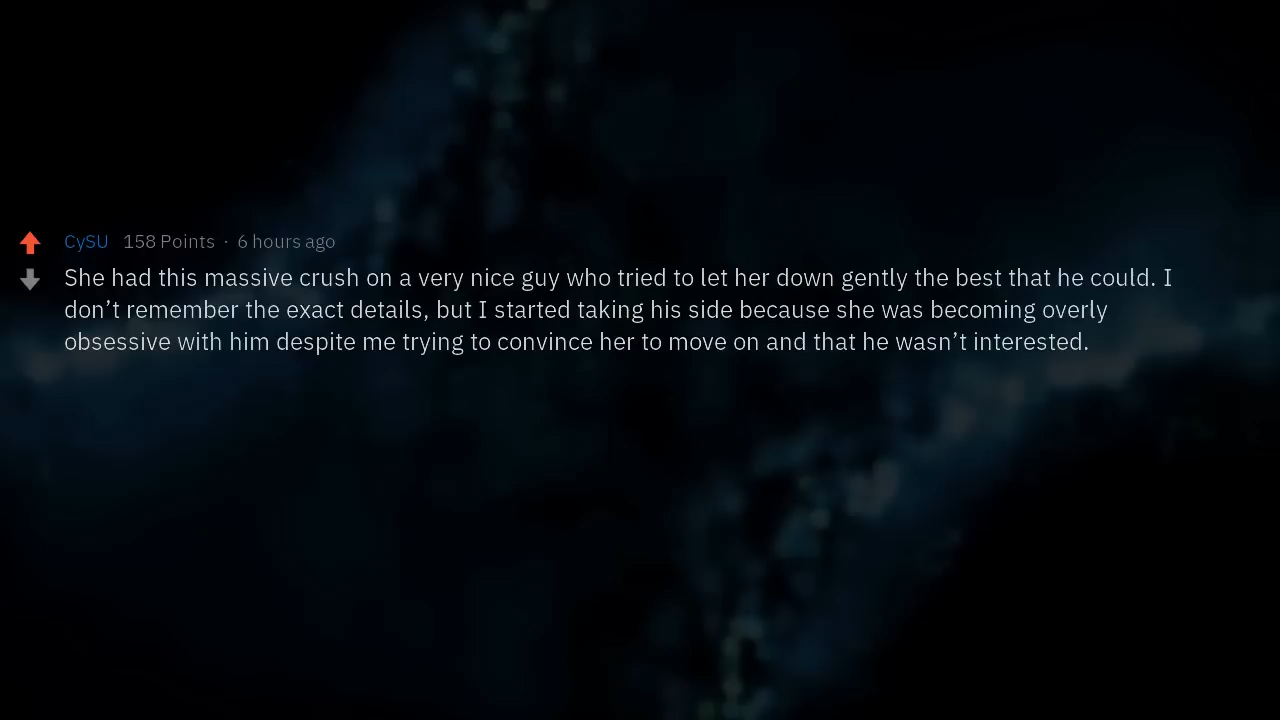 CySU 158 Points · 6 hours ago
She had this massive crush on a very nice guy who tried to let her down gently the best that he could. I
don’t remember the exact details, but I started taking his side because she was becoming overly
obsessive with him despite me trying to convince her to move on and that he wasn’t interested.